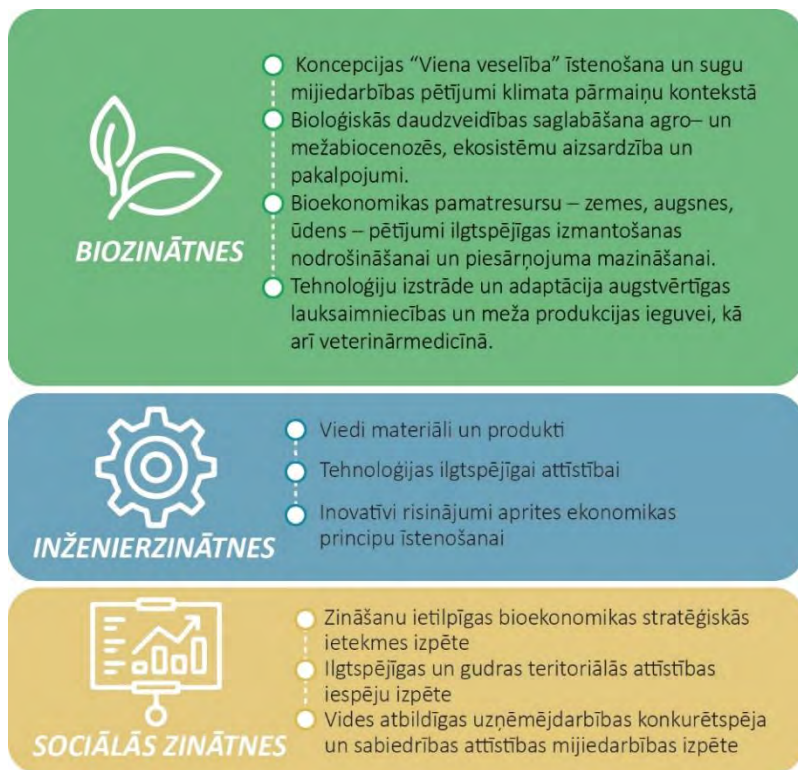 Koncepcijas “Viena veselība” īstenošana un sugu
mijiedarbības pētījumi klimata pārmaiņu kontekstā
Bioloģiskās daudzveidības saglabāšana agro– un
mežabiocenozēs, ekosistēmu aizsardzība un
pakalpojumi.
Bioekonomikas pamatresursu – zemes, augsnes,
ūdens – pētījumi ilgtspējīgas izmantošanas
nodrošināšanai un piesārņojuma mazināšanai.
Tehnoloģiju izstrāde un adaptācija augstvērtīgas
lauksaimniecības un meža produkcijas ieguvei, kā
arī veterinārmedicīnā.
BIOZINĀTNES
Viedi materiāli un produkti
Tehnoloģijas ilgtspējīgai attīstībai
Inovatīvi risinājumi aprites ekonomikas
principu īstenošanai
INŽENIERZINĀTNES
Zināšanu ietilpīgas bioekonomikas stratēģiskās
ietekmes izpēte
Ilgtspējīgas un gudras teritoriālās attīstības
iespēju izpēte
Vides atbildīgas uzņēmējdarbības konkurētspēja
un sabiedrības attīstības mijiedarbības izpēte
SOCIĀLĀS ZINĀTNES